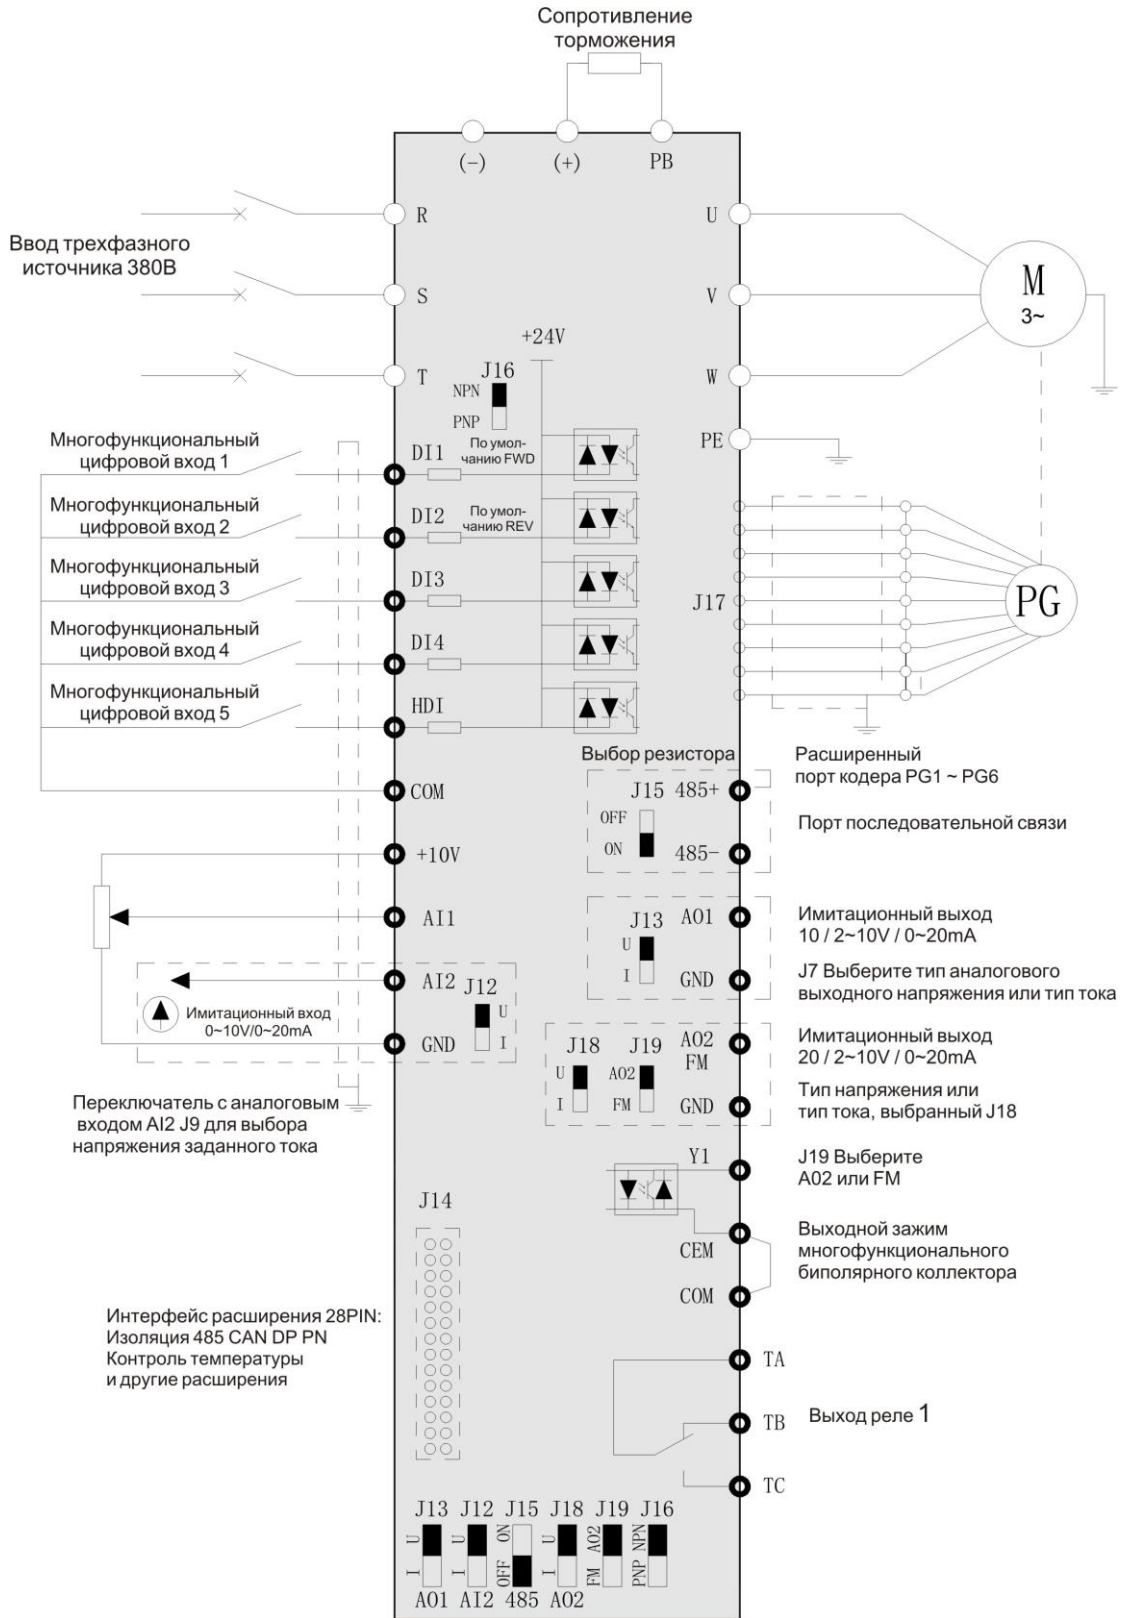 Сопротивление
торможения
(-)
(+)
PB
R
U
Ввод трехфазного
источника 380В
M
3~
S
V
+24V
J16
T
W
NPN
PNP
PE
Многофункциональный
цифровой вход 1
DI1
По умол-
чанию FWD
Многофункциональный
цифровой вход 2
DI2
По умол-
чанию REV
Многофункциональный
цифровой вход 3
DI3
J17
PG
Многофункциональный
цифровой вход 4
DI4
Многофункциональный
цифровой вход 5
HDI
Выбор резистора
Расширенный
порт кодера PG1 ~ PG6
COM
J15
485+
OFF
ON
485-
Порт последовательной связи
+10V
AI1
J13
AO1
U
I
GND
Имитационный выход
10 / 2~10V / 0~20mA
J7 Выберите тип аналогового
выходного напряжения или тип тока
AI2
J12
U
I
Имитационный вход
0~10V/0~20mA
GND
J18
J19
AO2
FM
U
I
AO2
FM
GND
Имитационный выход
20 / 2~10V / 0~20mA
Тип напряжения или
тип тока, выбранный J18
Переключатель с аналоговым
входом AI2 J9 для выбора
напряжения заданного тока
Y1
J19 Выберите
A02 или FM
J14
CEM
Выходной зажим
многофункционального
биполярного коллектора
COM
Интерфейс расширения 28PIN:
Изоляция 485 CAN DP PN
Контроль температуры
и другие расширения
TA
TB
Выход реле 1
TC
J13 J12 J15 J18 J19 J16
I U
I U
OFF ON
I U
FM AO2
PNP NPN
AO1 AI2 485 AO2